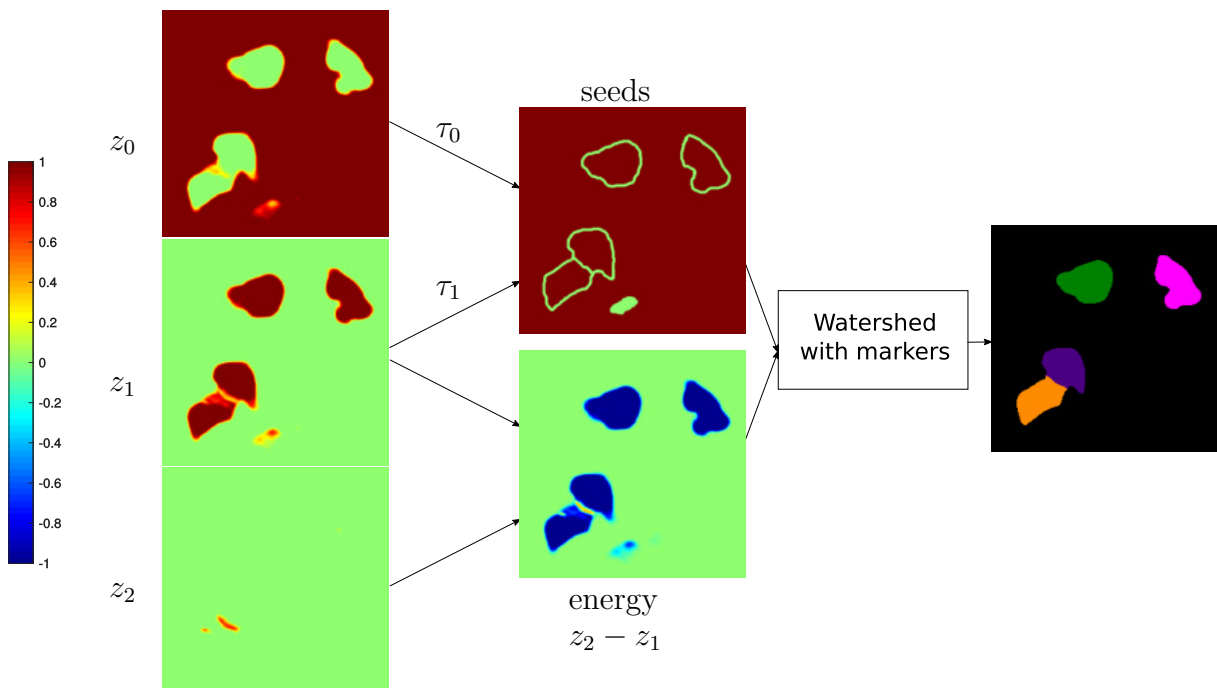 z₀
z₁
z₂
1
0.8
0.6
0.4
0.2
0
-0.2
-0.4
-0.6
-0.8
-1
τ₀
τ₁
seeds
energy
z₂ − z₁
Watershed
with markers